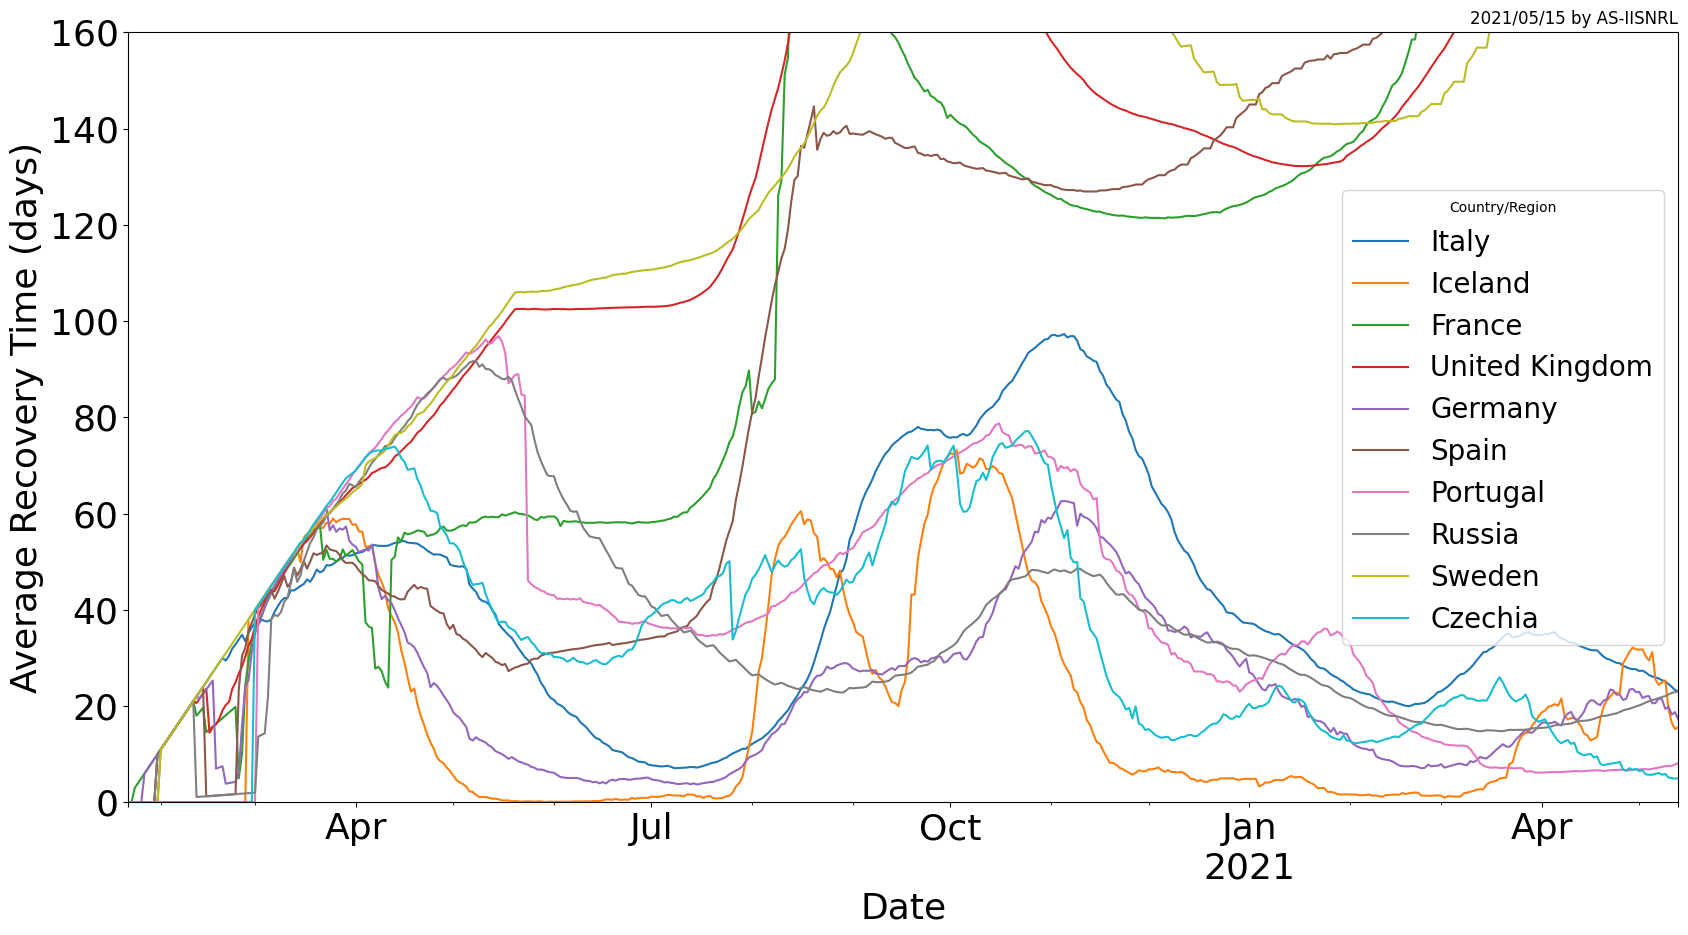 2021/05/15 by AS-IISNRL
Average Recovery Time (days)
160
140
120
100
80
60
40
20
0
Country/Region
Italy
Iceland
France
United Kingdom
Germany
Spain
Portugal
Russia
Sweden
Czechia
Apr
Jul
Oct
Jan
2021
Apr
Date